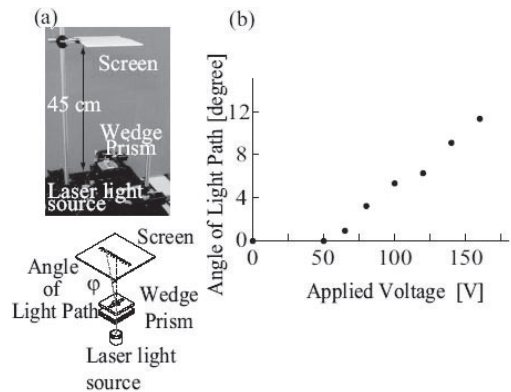 (a)
Screen
45 cm
Wedge
Prism
Laser light
source
Screen
Angle
of
Light Path
φ
Wedge
Prism
Laser light
source
(b)
Angle of Light Path [degree]
12
8
4
0
0
50
100
150
Applied Voltage [V]